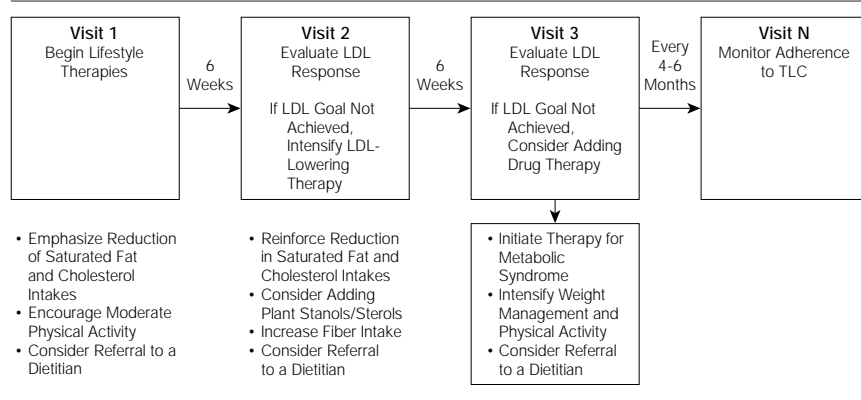 Visit 1
Begin Lifestyle
Therapies
6
Weeks
Visit 2
Evaluate LDL
Response
If LDL Goal Not
Achieved,
Intensify LDL-
Lowering
Therapy
6
Weeks
Visit 3
Evaluate LDL
Response
If LDL Goal Not
Achieved,
Consider Adding
Drug Therapy
Every
4-6
Months
Visit N
Monitor Adherence
to TLC
• Emphasize Reduction
of Saturated Fat
and Cholesterol
Intakes
• Encourage Moderate
Physical Activity
• Consider Referral to a
Dietitian
• Reinforce Reduction
in Saturated Fat and
Cholesterol Intakes
• Consider Adding
Plant Stanols/Sterols
• Increase Fiber Intake
• Consider Referral
to a Dietitian
• Initiate Therapy for
Metabolic
Syndrome
• Intensify Weight
Management and
Physical Activity
• Consider Referral
to a Dietitian